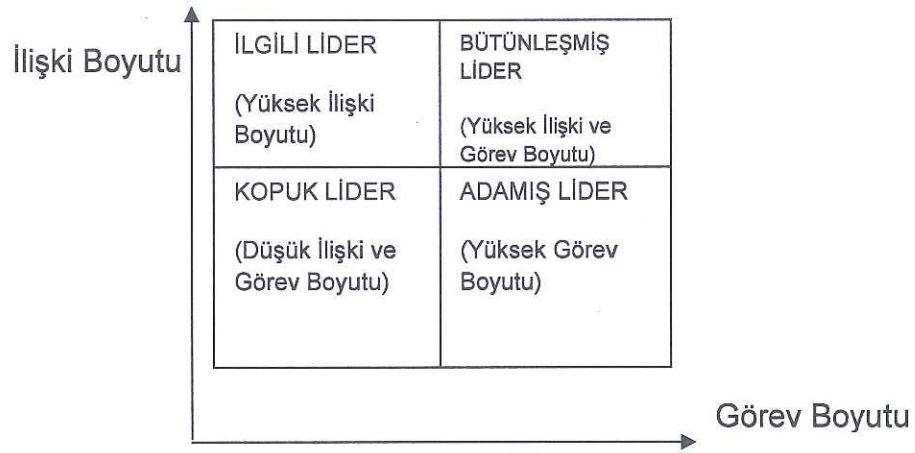 İlişki Boyutu
İLGİLİ LİDER
(Yüksek İlişki
Boyutu)
BÜTÜNLEŞMİŞ
LİDER
(Yüksek İlişki ve
Görev Boyutu)
KOPUK LİDER
(Düşük İlişki ve
Görev Boyutu)
ADAMIŞ LİDER
(Yüksek Görev
Boyutu)
Görev Boyutu